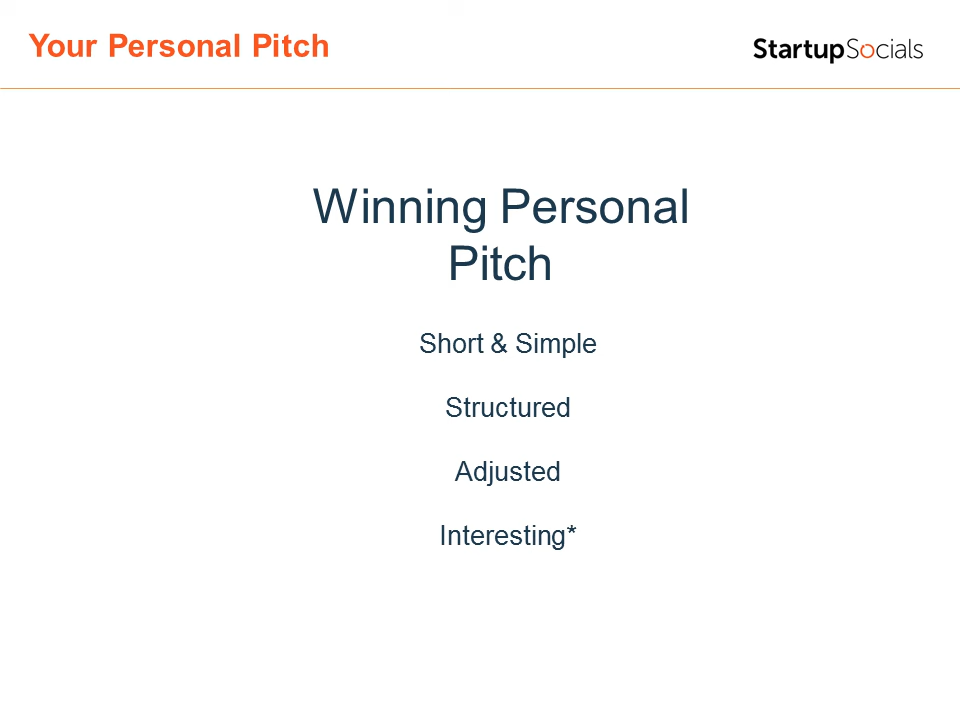 Your Personal Pitch
StartupSocials
Winning Personal
Pitch
Short & Simple
Structured
Adjusted
Interesting*